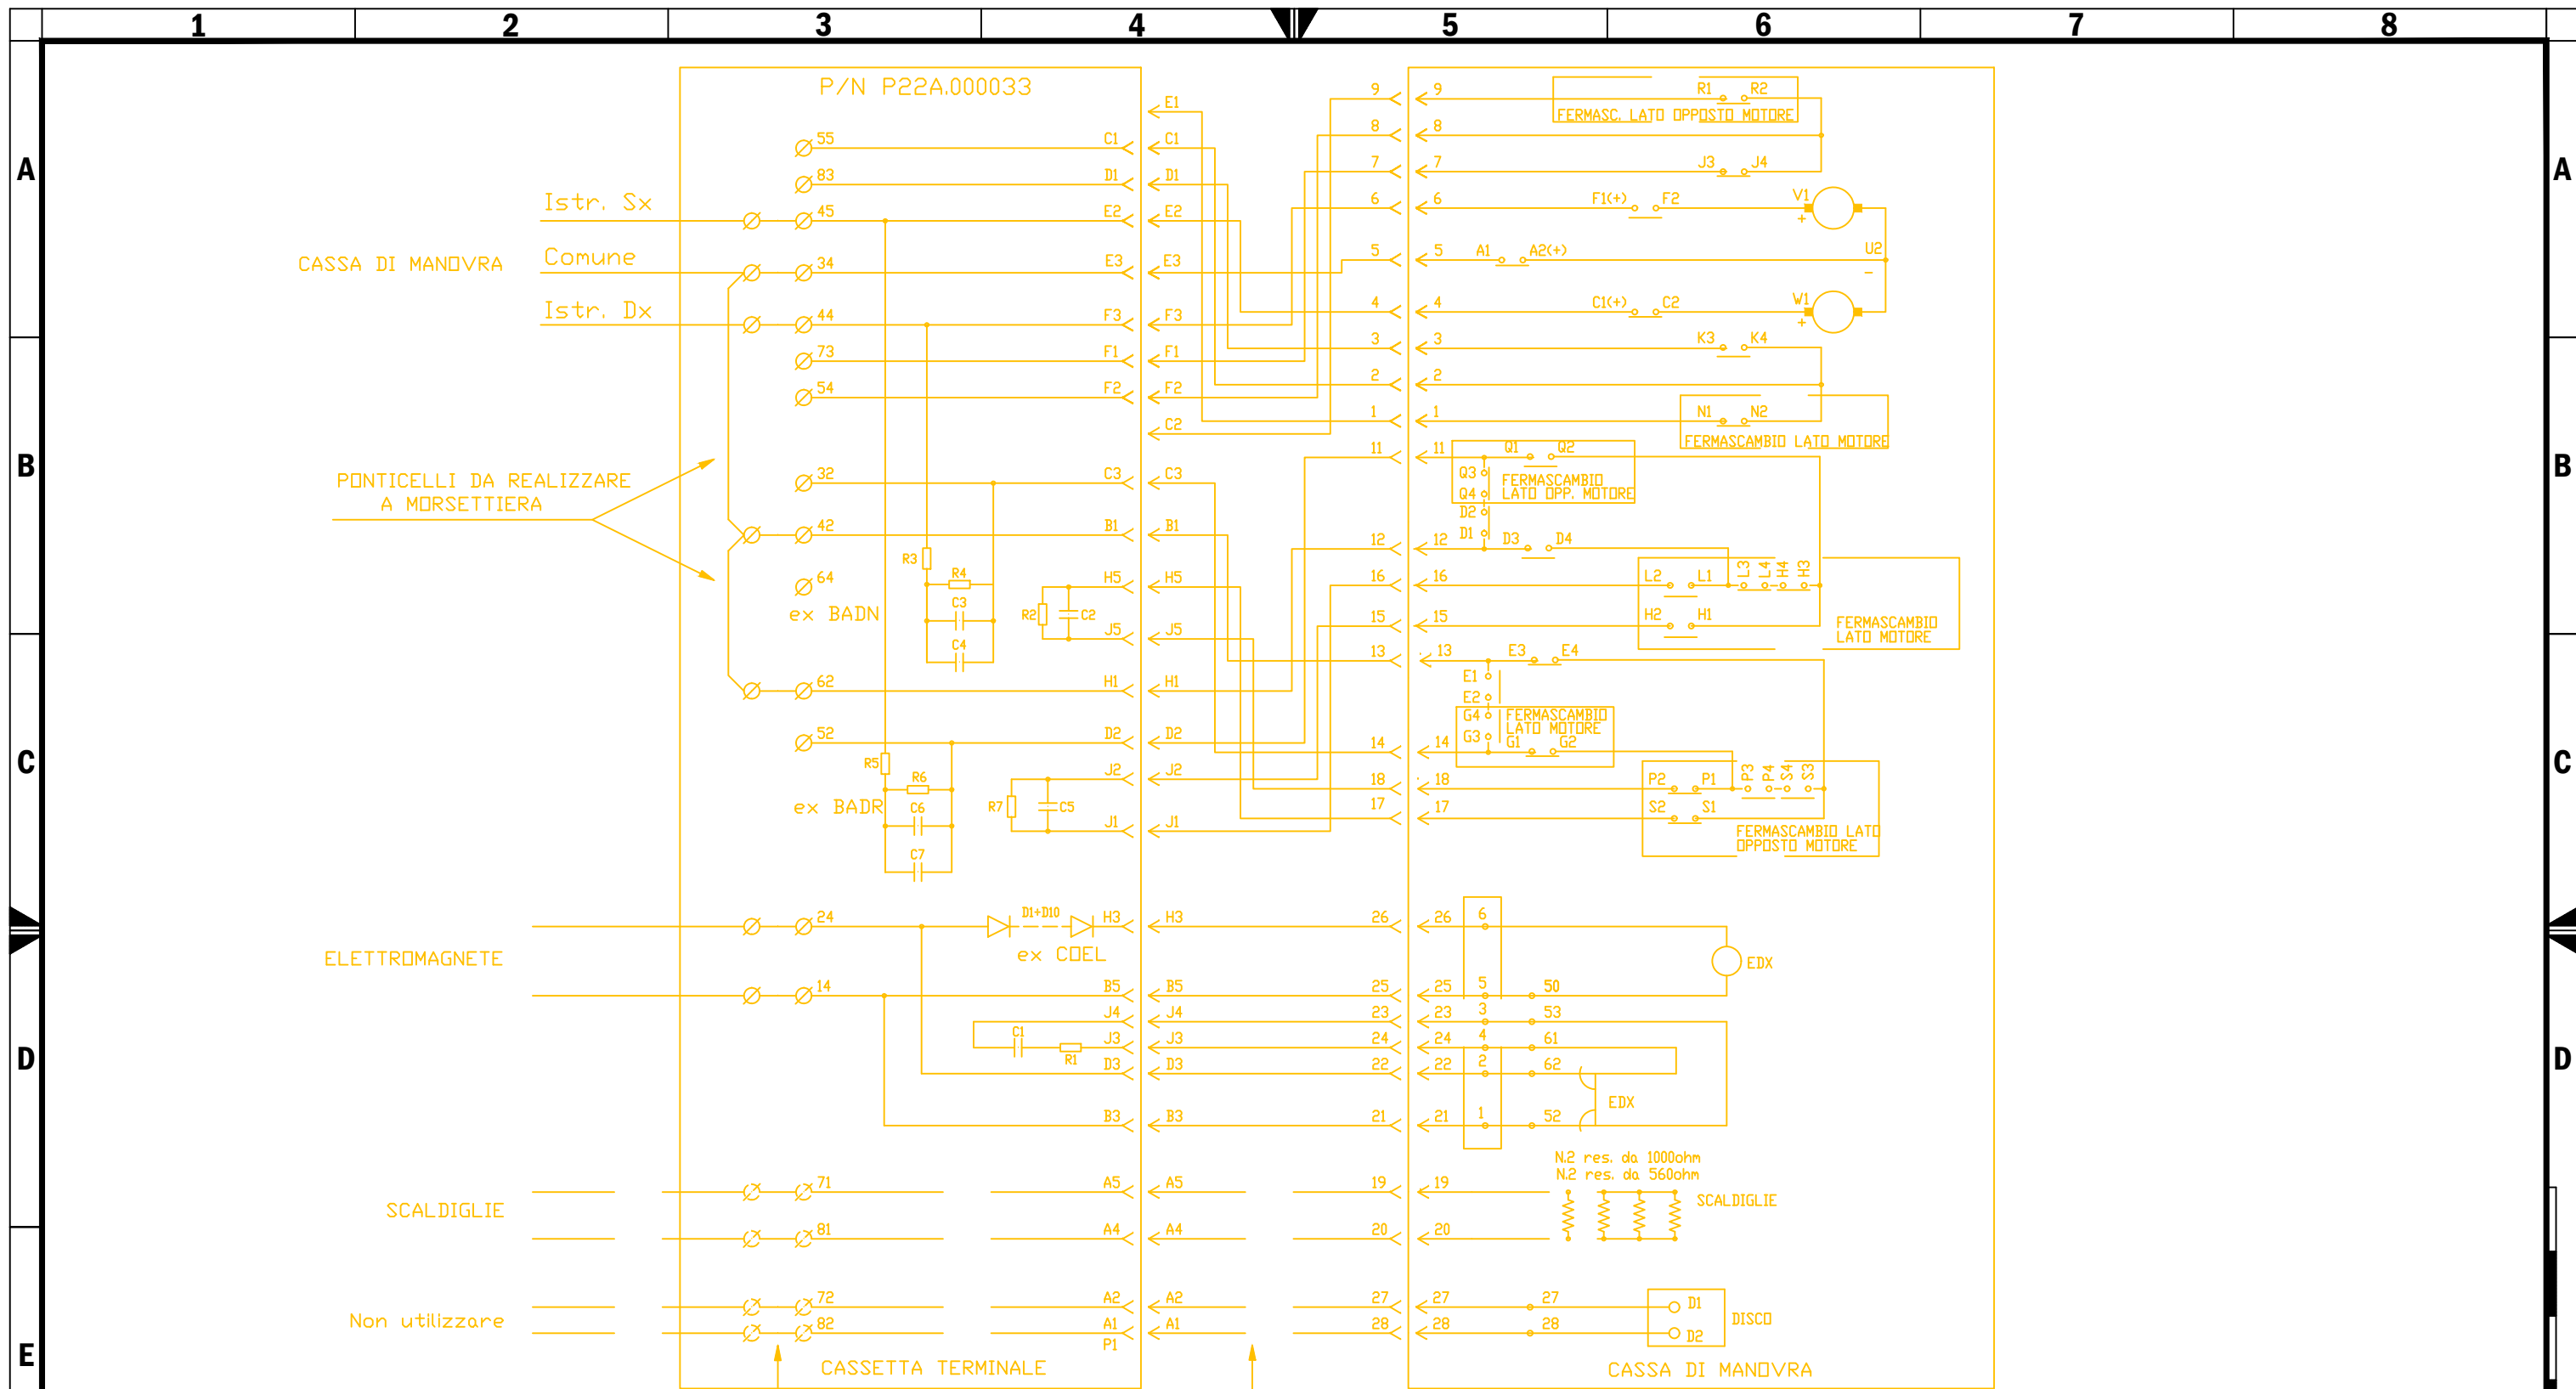 1 2 3 4 5 6 7 8
A A
B B
C C
D D
E
P/N P22A.000033
55 C1 C1
E1
83 D1 D1
Istr. Sx 45 E2 E2
CASSA DI MANOVRA
Comune 34 E3 E3
Istr. Dx 44 F3 F3
73 F1 F1
54 F2 F2
C2
PONTICELLI DA REALIZZARE
A MORSETTIERA
32 C3 C3
42 B1 B1
R3
64
ex BADN
R4
C3
C4
R2 C2
H5 H5
J5 J5
62 H1 H1
52 D2 D2
R5
R6
C6
C7
ex BADR
R7 C5
J2 J2
J1 J1
ELETTROMAGNETE
24 D1÷D10 H3 H3
ex COEL
14 B5 B5
J4 J4
C1 R1
J3 J3
D3 D3
B3 B3
SCALDIGLIE
71 A5 A5
81 A4 A4
Non utilizzare
72 A2 A2
82 A1 A1
P1
CASSETTA TERMINALE
9 9 R1 R2
FERMASC. LATO OPPOSTO MOTORE
8 8
7 7 J3 J4
6 6 F1(+) F2 V1
+
5 5 A1 A2(+) U2
-
4 4 C1(+) C2 W1
+
3 3 K3 K4
2 2
1 1 N1 N2
FERMASCAMBIO LATO MOTORE
11 11 Q1 Q2
Q3
Q4
FERMASCAMBIO
LATO OPP. MOTORE
D2
D1
12 12 D3 D4
16 16 L2 L1 L3 L4 H4 H3
15 15 H2 H1
FERMASCAMBIO
LATO MOTORE
13 13 E3 E4
E1
E2
G4
G3
FERMASCAMBIO
LATO MOTORE
14 14 G1 G2
18 18 P2 P1 P3 P4 S4 S3
17 17 S2 S1
FERMASCAMBIO LATO
OPPOSTO MOTORE
26 26 6
EDX
25 25 5 50
23 23 3 53
24 24 4 61
22 22 2 62
EDX
21 21 1 52
N.2 res. da 1000ohm
N.2 res. da 560ohm
19 19
SCALDIGLIE
20 20
27 27 27 D1
DISCO
28 28 28 D2
CASSA DI MANOVRA